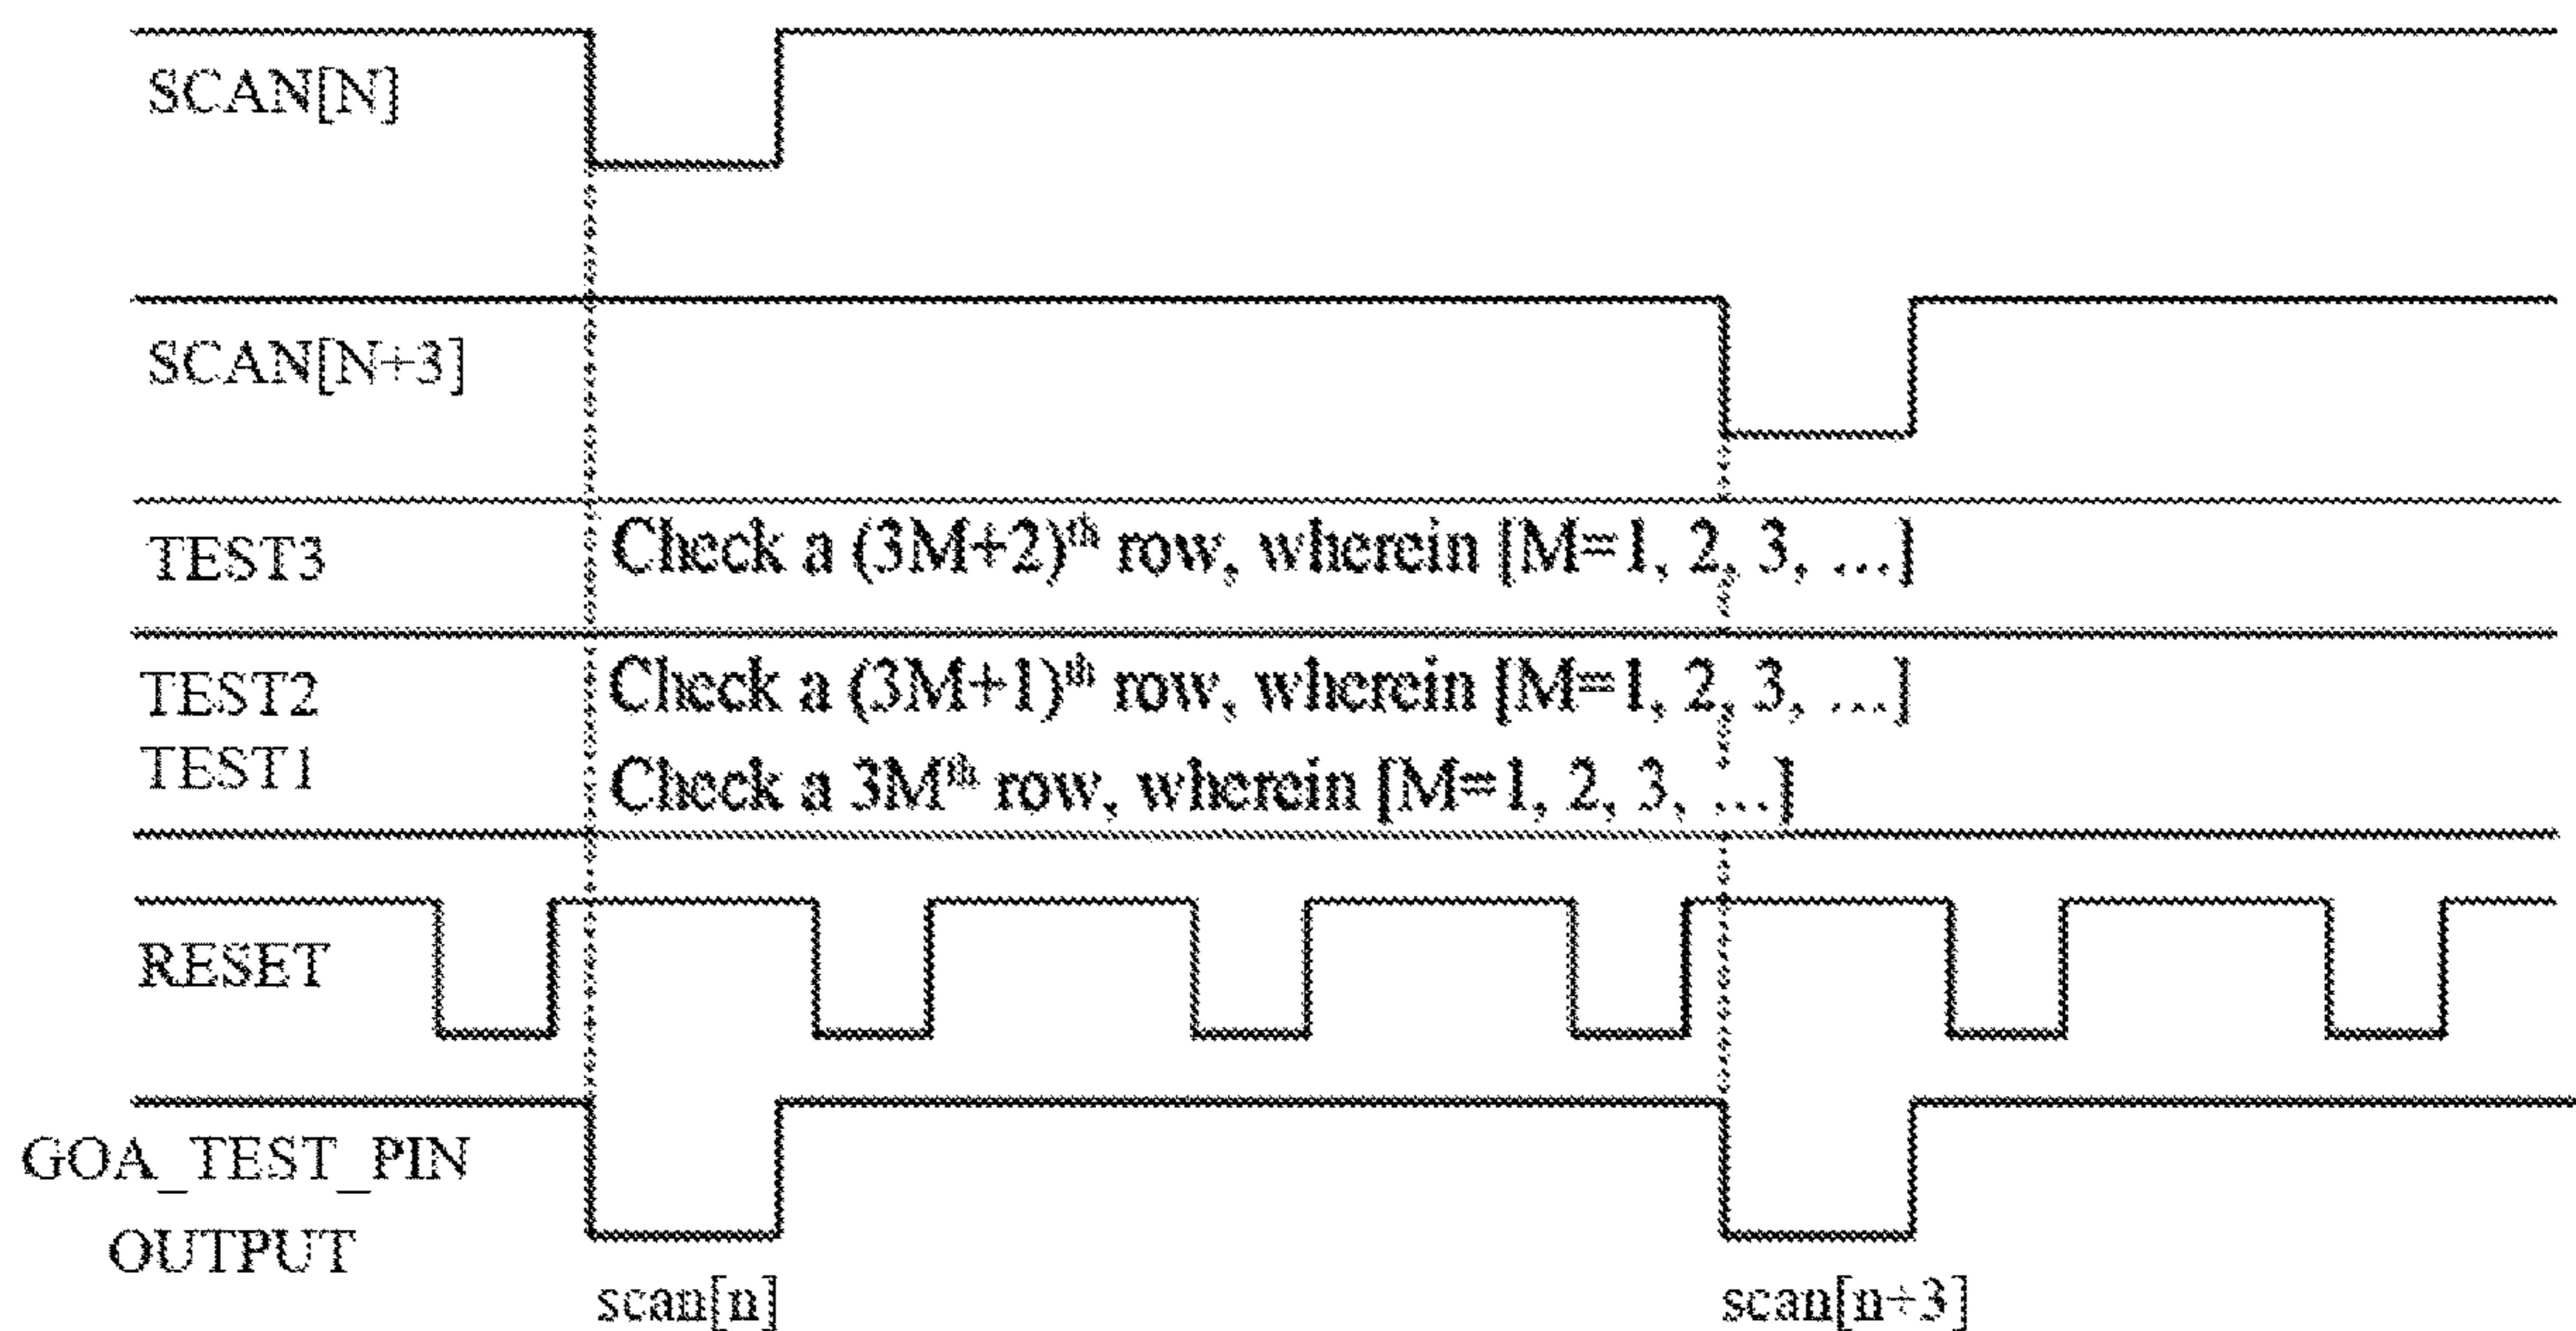 SCAN[N]
SCAN[N+3]
TEST3 Check a (3M+2)th row, wherein [M=1, 2, 3, ...]
TEST2 Check a (3M+1)th row, wherein [M=1, 2, 3, ...]
TEST1 Check a 3Mth row, wherein [M=1, 2, 3, ...]
RESET
GOA_TEST_PIN
OUTPUT
scan[n] scan[n+3]